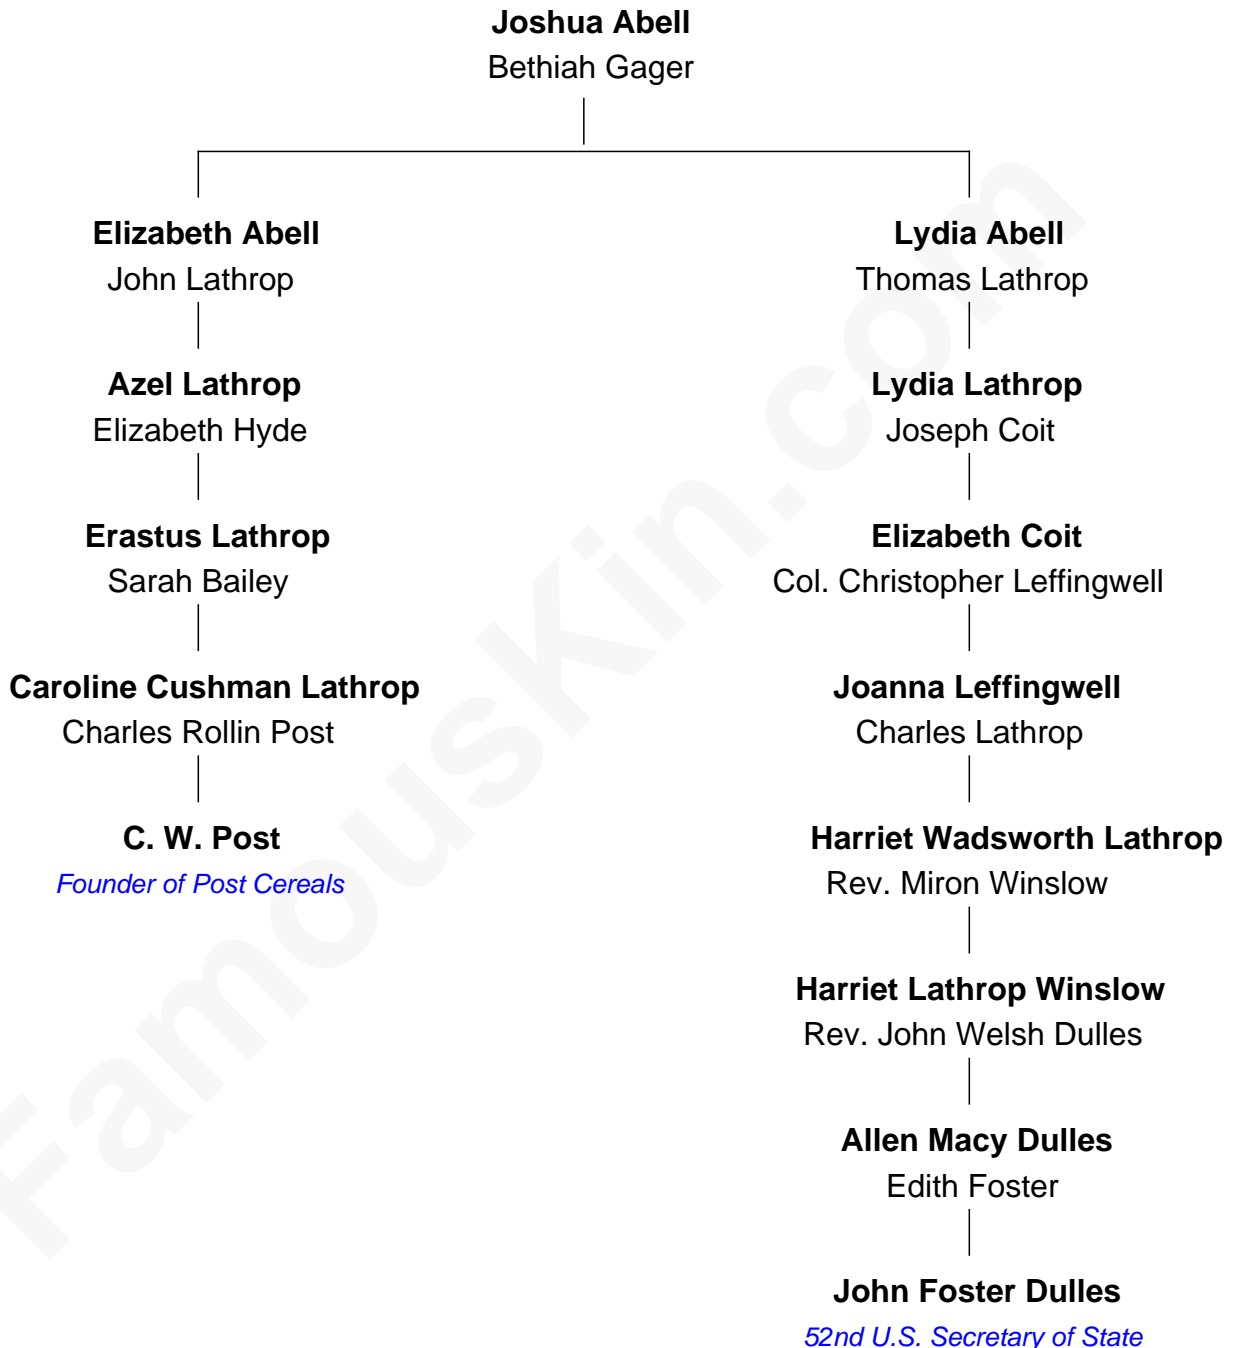 Joshua Abell
Bethiah Gager
Elizabeth Abell
John Lathrop
Lydia Abell
Thomas Lathrop
Azel Lathrop
Elizabeth Hyde
Lydia Lathrop
Joseph Coit
Erastus Lathrop
Sarah Bailey
Elizabeth Coit
Col. Christopher Leffingwell
Caroline Cushman Lathrop
Charles Rollin Post
Joanna Leffingwell
Charles Lathrop
C. W. Post
Founder of Post Cereals
Harriet Wadsworth Lathrop
Rev. Miron Winslow
Harriet Lathrop Winslow
Rev. John Welsh Dulles
Allen Macy Dulles
Edith Foster
John Foster Dulles
52nd U.S. Secretary of State
FamousKin.com